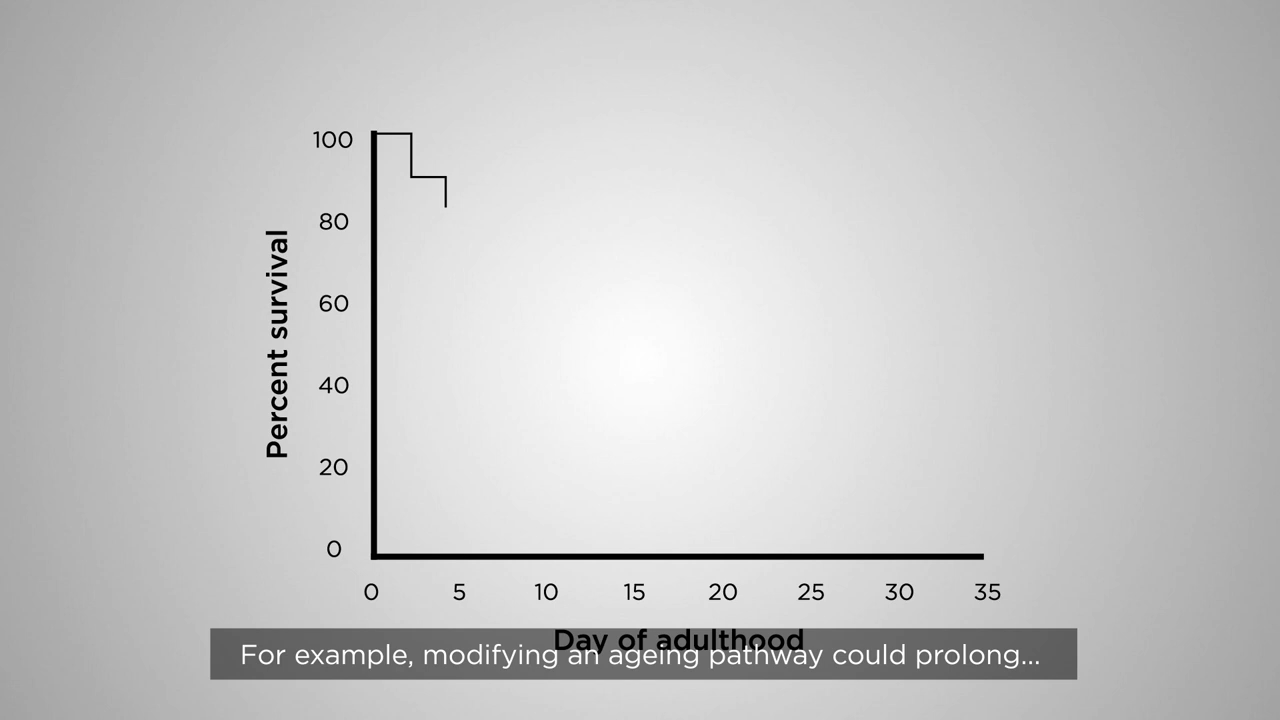 Percent survival
100
80
60
40
20
0
0 5 10 15 20 25 30 35
Day of adulthood
For example, modifying an ageing pathway could prolong...